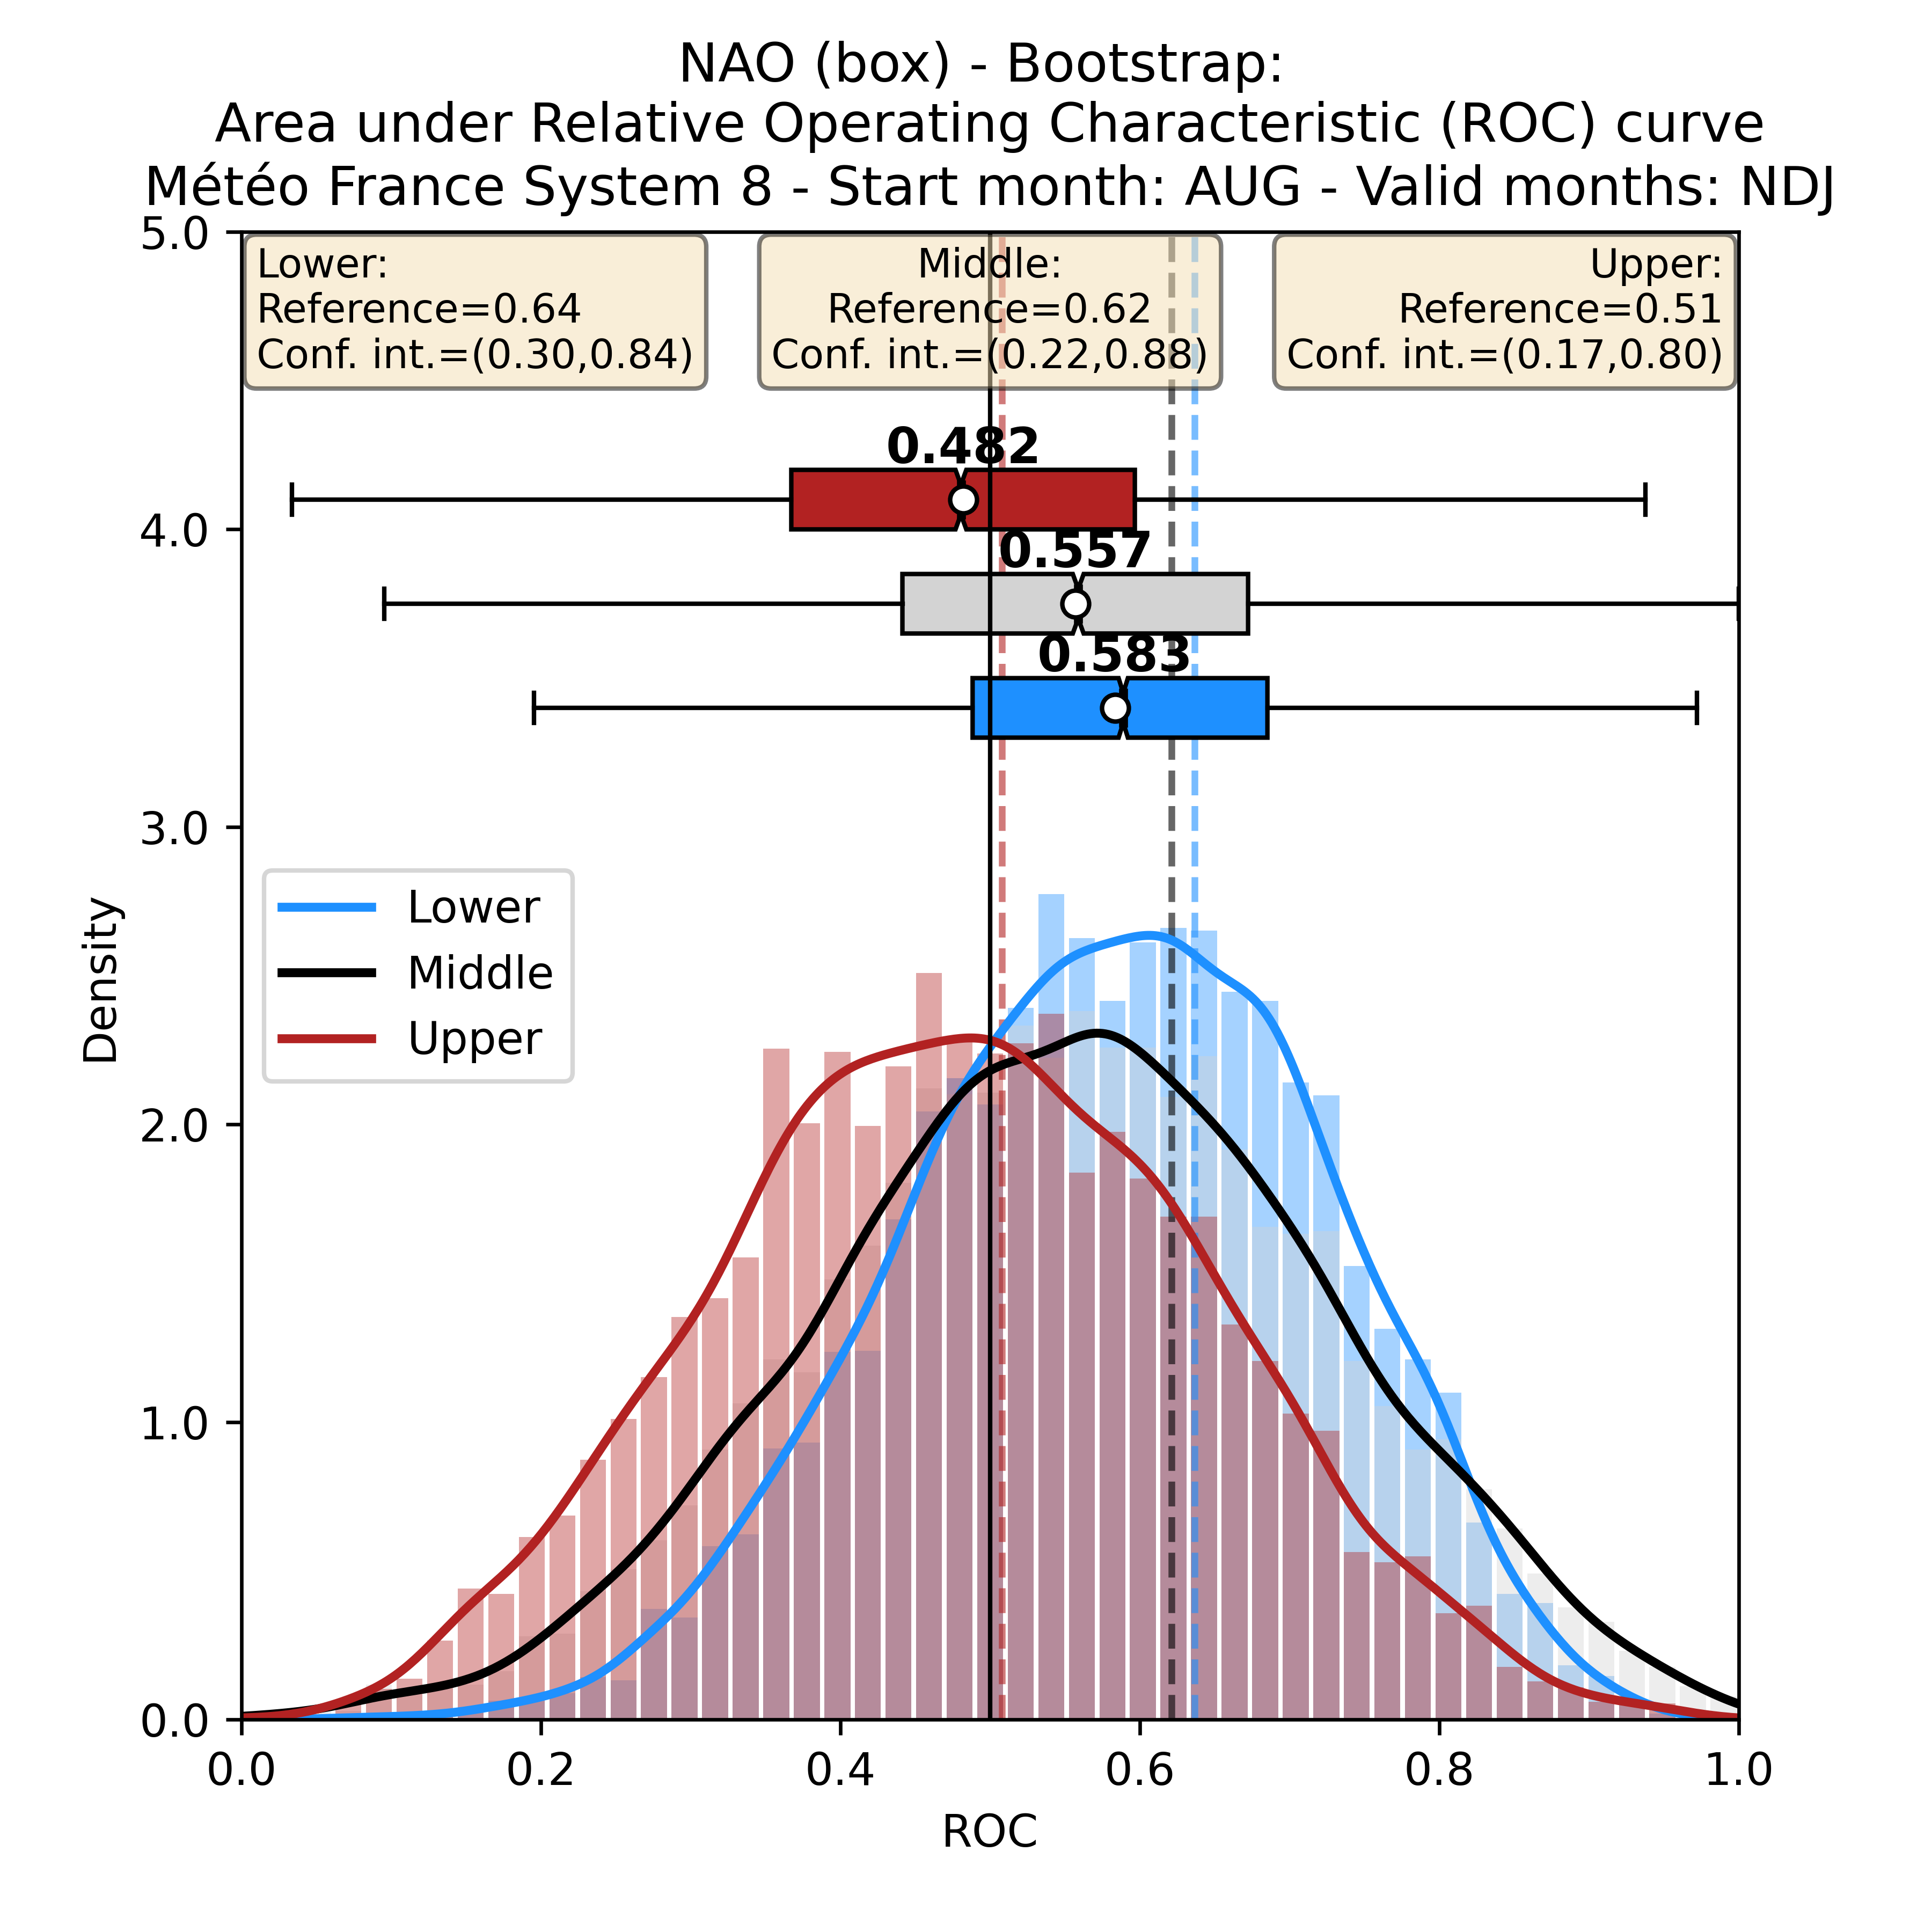 NAO (box) - Bootstrap:
Area under Relative Operating Characteristic (ROC) curve
Météo France System 8 - Start month: AUG - Valid months: NDJ
Lower:
Reference=0.64
Conf. int.=(0.30,0.84)
Middle:
Reference=0.62
Conf. int.=(0.22,0.88)
Upper:
Reference=0.51
Conf. int.=(0.17,0.80)
0.482
0.557
0.583
Lower
Middle
Upper
Density
5.0
4.0
3.0
2.0
1.0
0.0
0.0
0.2
0.4
0.6
0.8
1.0
ROC